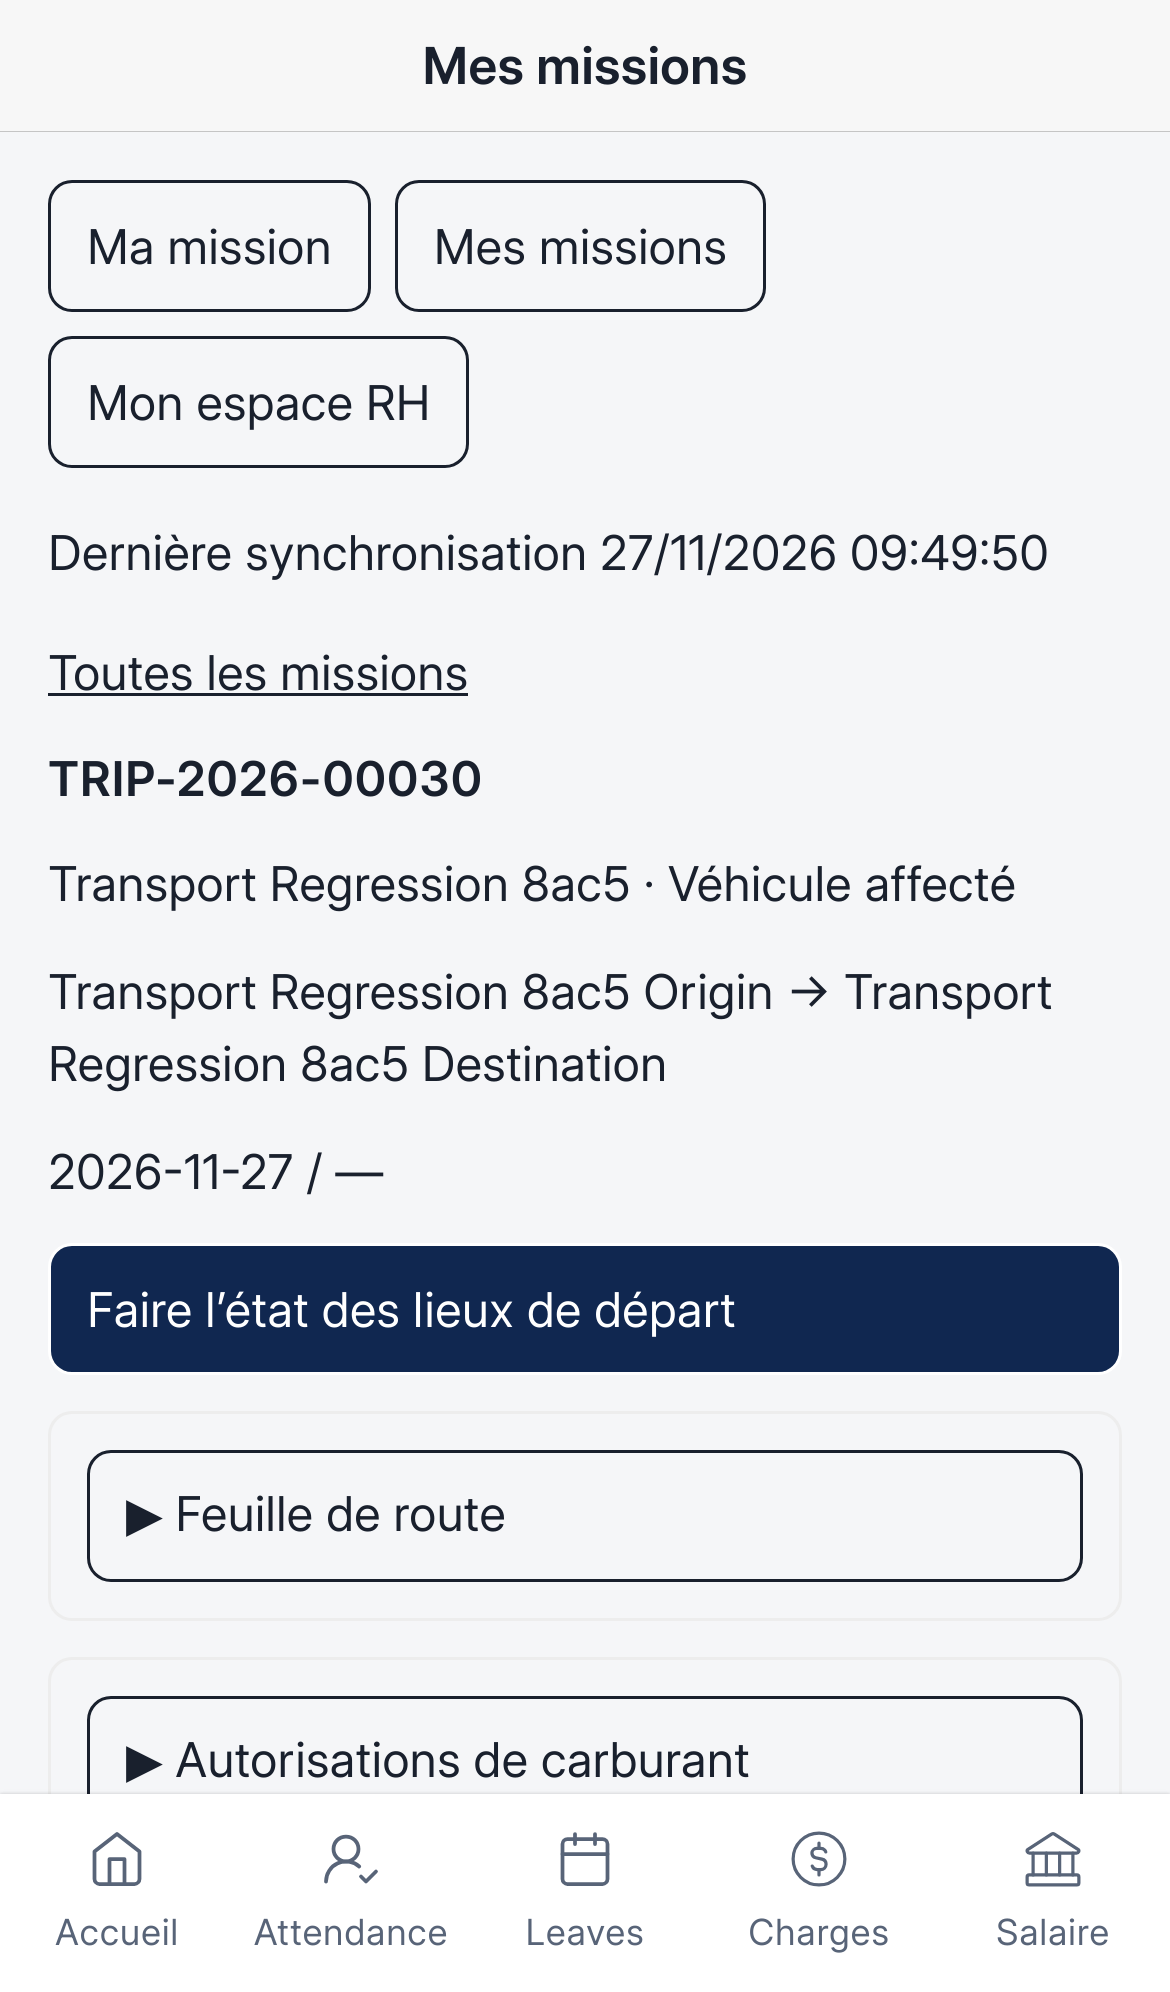 Mes missions
Ma mission
Mes missions
Mon espace RH
Dernière synchronisation 27/11/2026 09:49:50
Toutes les missions
TRIP-2026-00030
Transport Regression 8ac5 · Véhicule affecté
Transport Regression 8ac5 Origin → Transport
Regression 8ac5 Destination
2026-11-27 / —
Faire l’état des lieux de départ
▶ Feuille de route
▶ Autorisations de carburant
Accueil
Attendance
Leaves
Charges
Salaire